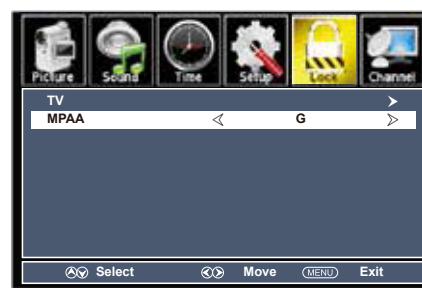 Picture Sound Time Setup Lock Channel
TV
MPAA G
Select Move MENU Exit